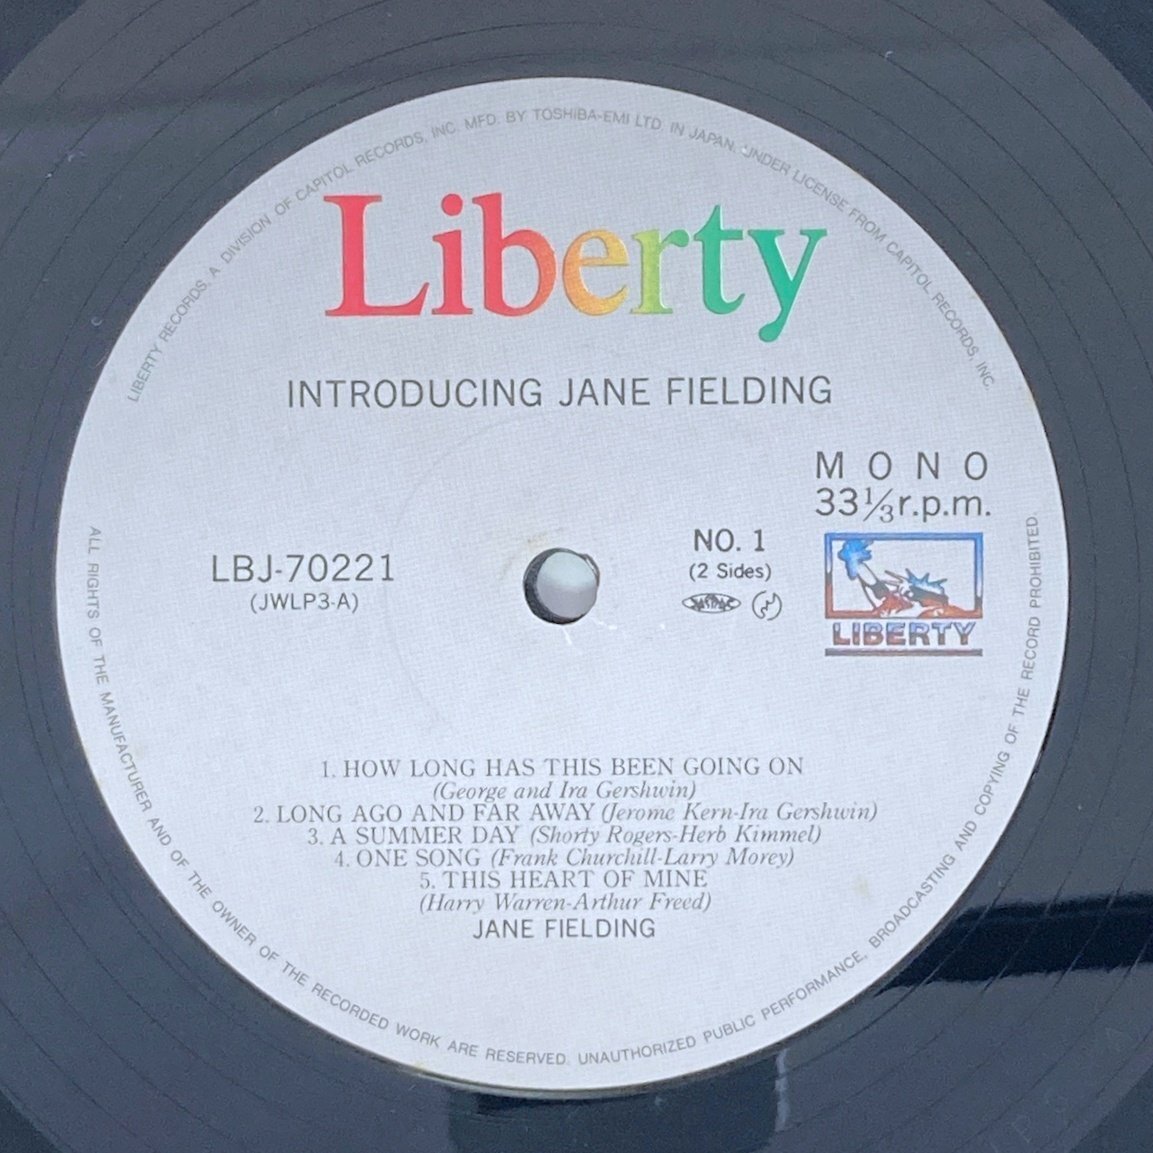 LIBERTY RECORDS, A DIVISION OF CAPITOL RECORDS, INC. MFD. BY TOSHIBA-EMI LTD. IN JAPAN. UNDER LICENSE FROM CAPITOL RECORDS, INC.
Liberty
INTRODUCING JANE FIELDING
MONO
33⅓r.p.m.
LBJ-70221
(JWLP3-A)
NO. 1
(2 Sides)
JASRAC
LIBERTY
1. HOW LONG HAS THIS BEEN GOING ON
(George and Ira Gershwin)
2. LONG AGO AND FAR AWAY (Jerome Kern-Ira Gershwin)
3. A SUMMER DAY (Shorty Rogers-Herb Kimmel)
4. ONE SONG (Frank Churchill-Larry Morey)
5. THIS HEART OF MINE
(Harry Warren-Arthur Freed)
JANE FIELDING
ALL RIGHTS OF THE MANUFACTURER AND OF THE OWNER OF THE RECORDED WORK ARE RESERVED. UNAUTHORIZED PUBLIC PERFORMANCE, BROADCASTING AND COPYING OF THE RECORD PROHIBITED.